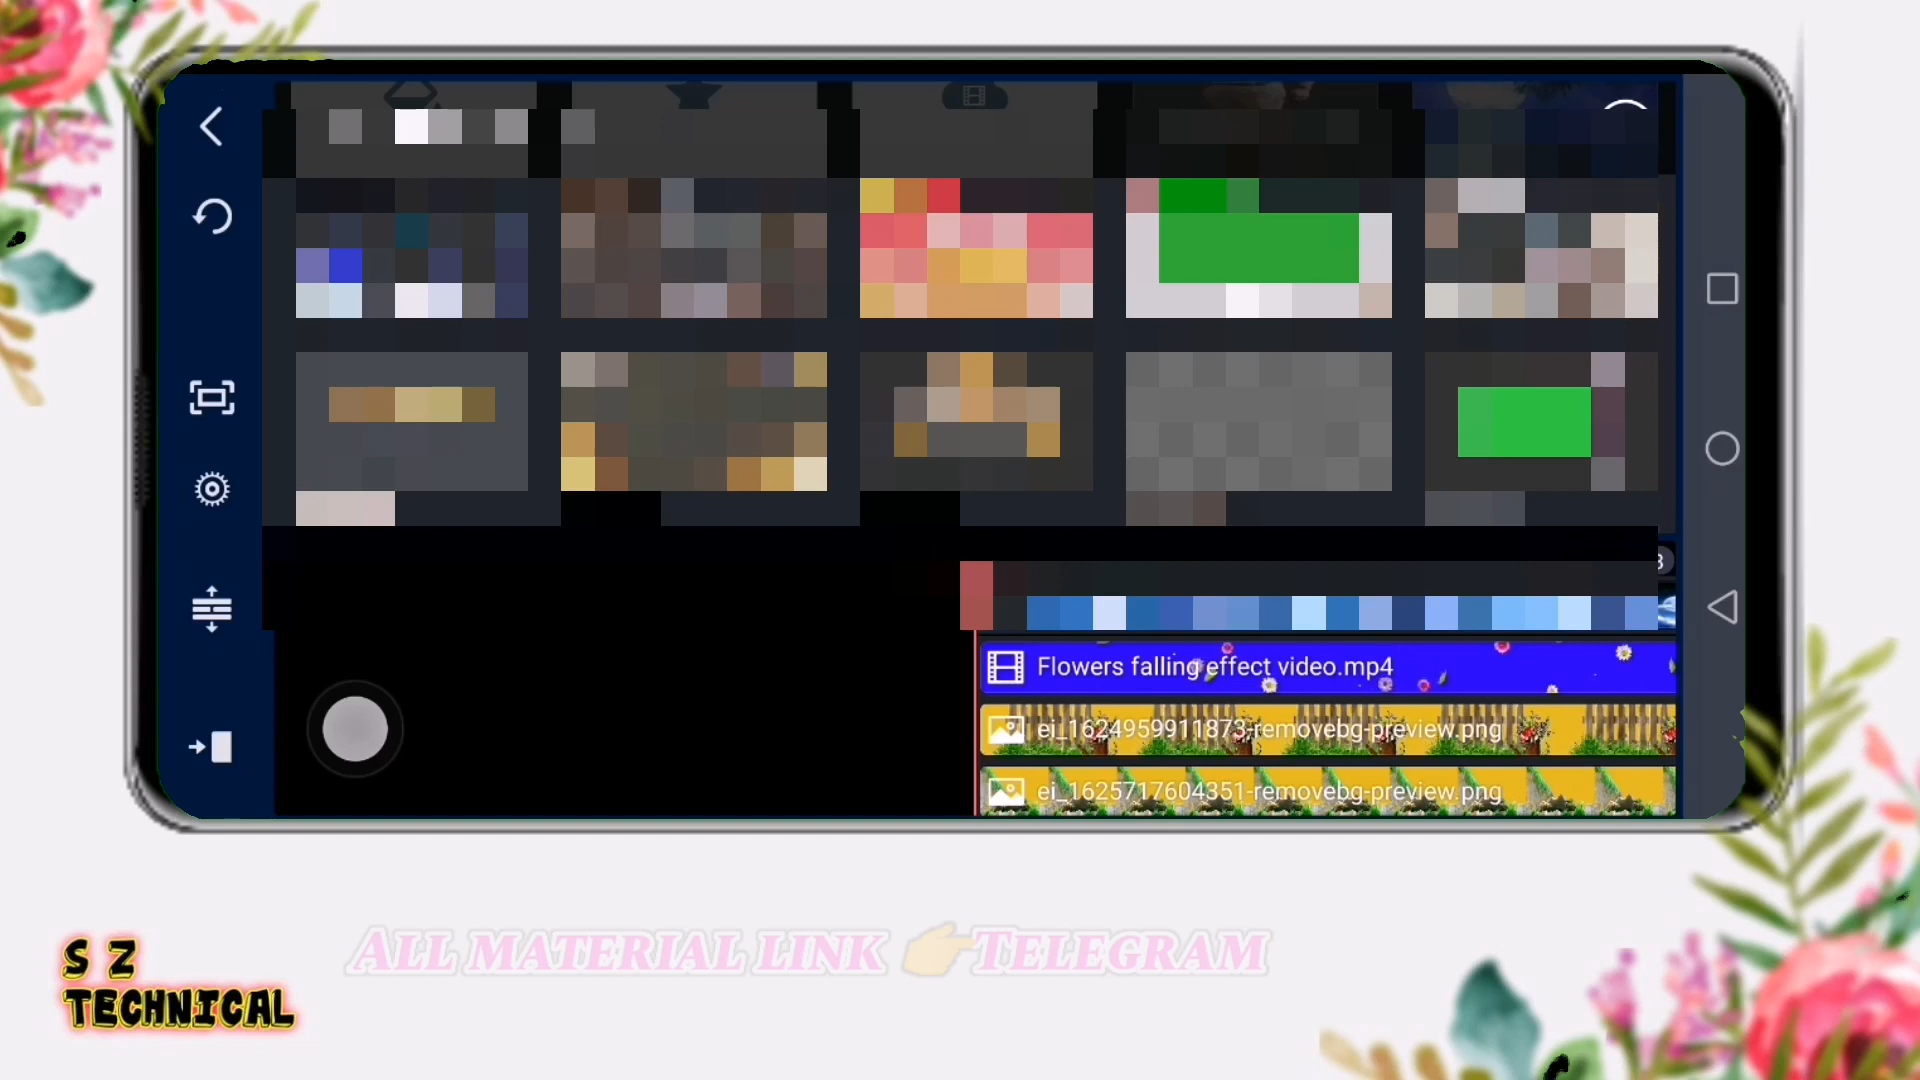 Flowers falling effect video.mp4
ei_1624959911873-removebg-preview.png
ei_1625717604351-removebg-preview.png
ALL MATERIAL LINK 👉TELEGRAM
S Z
TECHNICAL